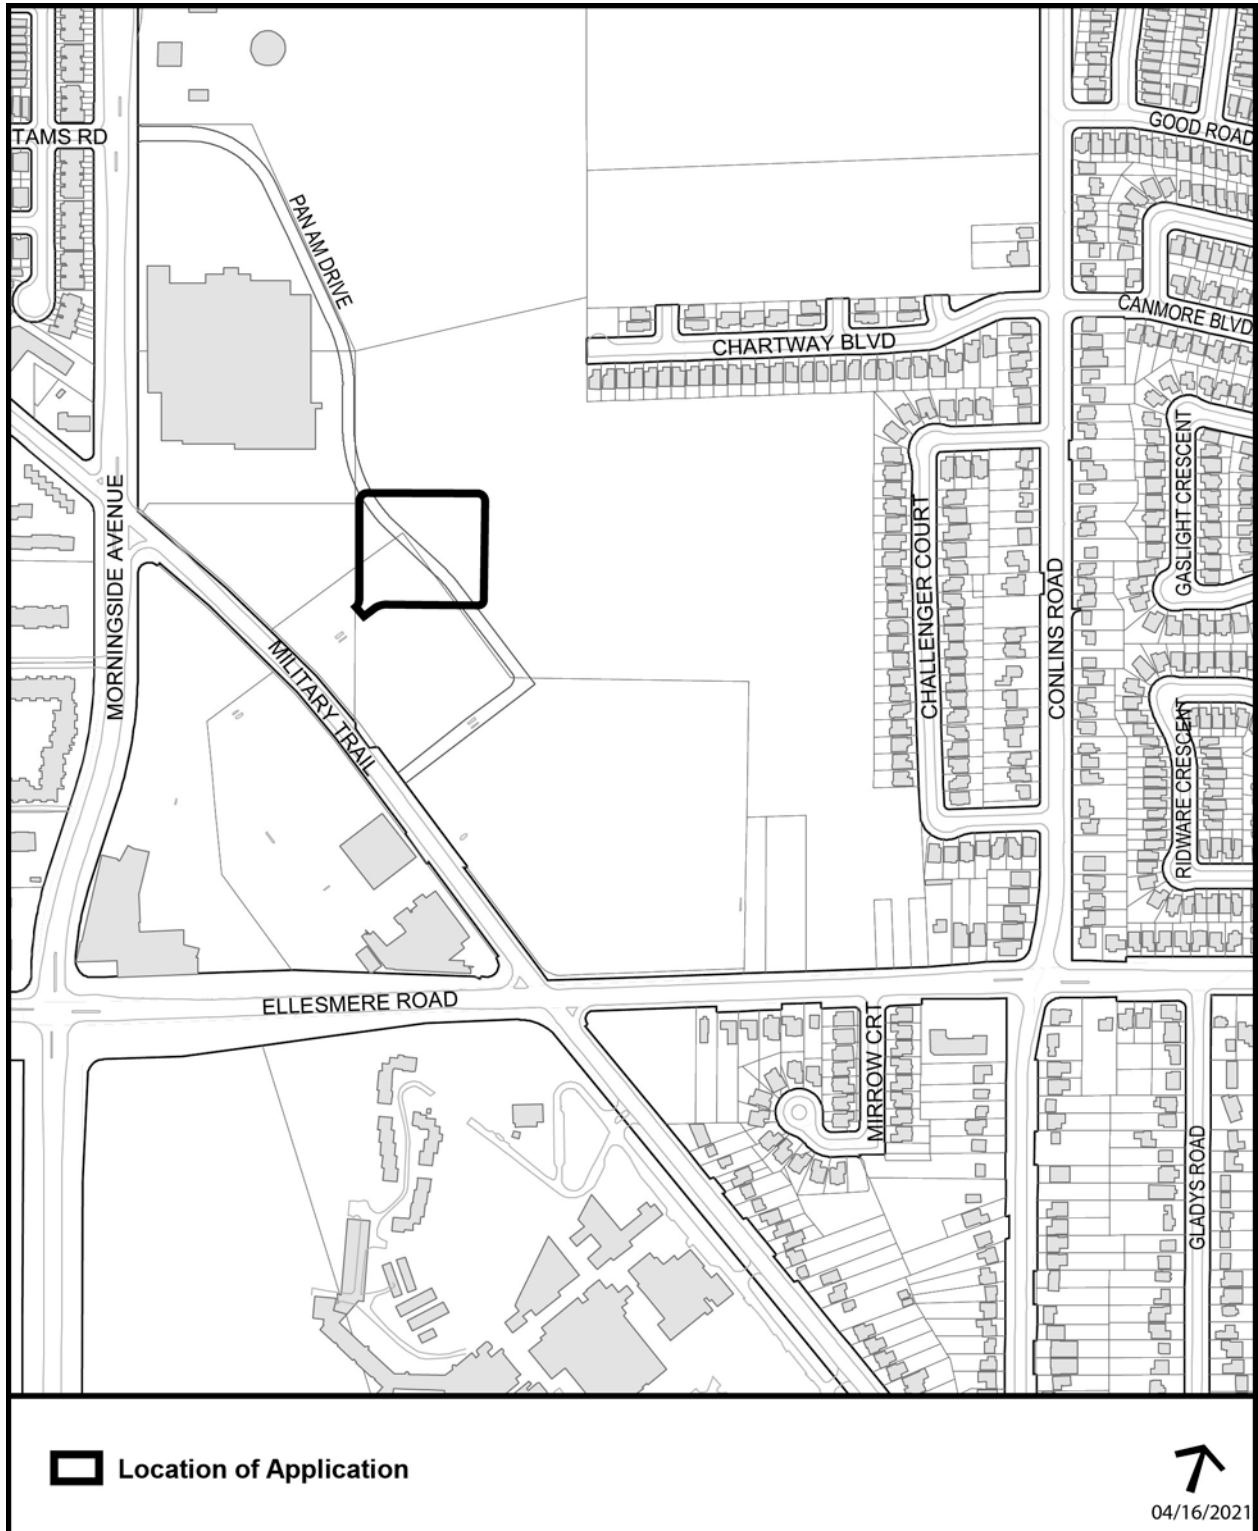 GOOD ROAD
TAMS RD
PAN AM DRIVE
CANMORE BLVD
CHARTWAY BLVD
GASLIGHT CRESCENT
MORNINGSIDE AVENUE
CHALLENGER COURT
CONLINS ROAD
MILITARY TRAIL
RIDWARE CRESCENT
ELLESMERE ROAD
MIRROW CRT
GLADYS ROAD
Location of Application
04/16/2021